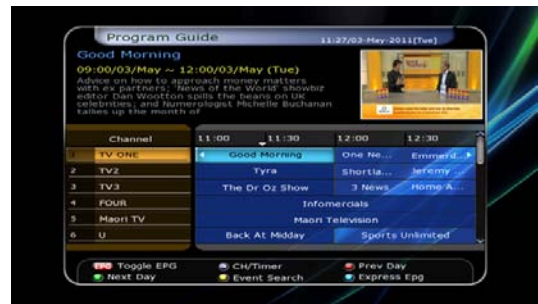 Program Guide 11:27/03-May-2011[Tue]
Good Morning
09:00/03/May ~ 12:00/03/May (Tue)
Advice on how to approach money matters
with ex partners; 'News of the World' showbiz
editor Dan Wootton spills the beans on UK
celebrities; and Numerologist Michelle Buchanan
tallies up the month of
Channel 11:00 11:30 12:00 12:30
1 TV ONE Good Morning One Ne... Emmerd...
2 TV2 Tyra Shortla... Jeremy ...
3 TV3 The Dr Oz Show 3 News Home A...
4 FOUR Infomercials
5 Maori TV Maori Television
6 U Back At Midday Sports Unlimited
EPG Toggle EPG CH/Timer Prev Day
Next Day Event Search Express Epg